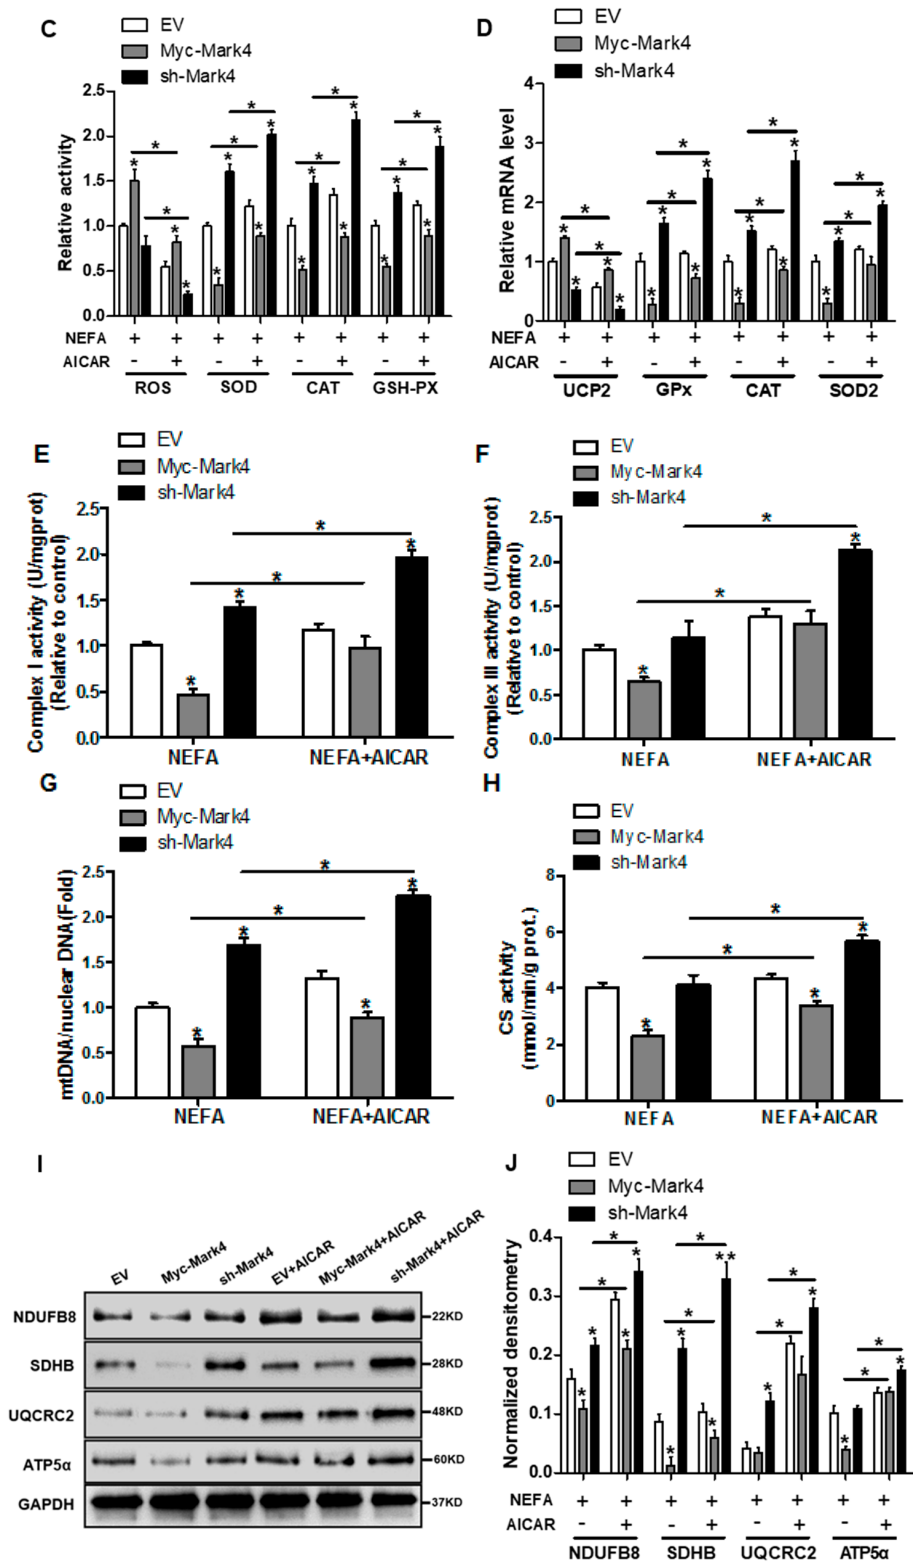 C
EV
Myc-Mark4
sh-Mark4
Relative activity
2.5
2.0
1.5
1.0
0.5
0.0
NEFA + + + + + + + +
AICAR - + - + - + - +
ROS SOD CAT GSH-PX
D
EV
Myc-Mark4
sh-Mark4
Relative mRNA level
4
3
2
1
0
NEFA + + + + + + + +
AICAR - + - + - + - +
UCP2 GPx CAT SOD2
E
EV
Myc-Mark4
sh-Mark4
Complex I activity (U/mgprot)
(Relative to control)
2.5
2.0
1.5
1.0
0.5
0.0
NEFA NEFA+AICAR
F
EV
Myc-Mark4
sh-Mark4
Complex III activity (U/mgprot)
(Relative to control)
2.5
2.0
1.5
1.0
0.5
0.0
NEFA NEFA+AICAR
G
EV
Myc-Mark4
sh-Mark4
mtDNA/nuclear DNA(Fold)
2.5
2.0
1.5
1.0
0.5
0.0
NEFA NEFA+AICAR
H
EV
Myc-Mark4
sh-Mark4
CS activity
(mmol/min/g prot.)
8
6
4
2
0
NEFA NEFA+AICAR
I
EV Myc-Mark4 sh-Mark4 EV+AICAR Myc-Mark4+AICAR sh-Mark4+AICAR
NDUFB8 22KD
SDHB 28KD
UQCRC2 48KD
ATP5α 60KD
GAPDH 37KD
J
EV
Myc-Mark4
sh-Mark4
Normalized densitometry
0.4
0.3
0.2
0.1
0.0
NEFA + + + + + + + +
AICAR - + - + - + - +
NDUFB8 SDHB UQCRC2 ATP5α